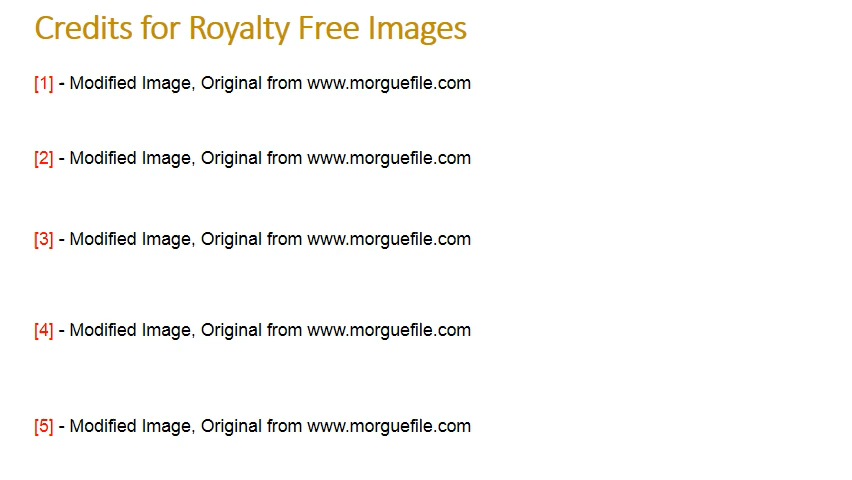 Credits for Royalty Free Images
[1] - Modified Image, Original from www.morguefile.com
[2] - Modified Image, Original from www.morguefile.com
[3] - Modified Image, Original from www.morguefile.com
[4] - Modified Image, Original from www.morguefile.com
[5] - Modified Image, Original from www.morguefile.com